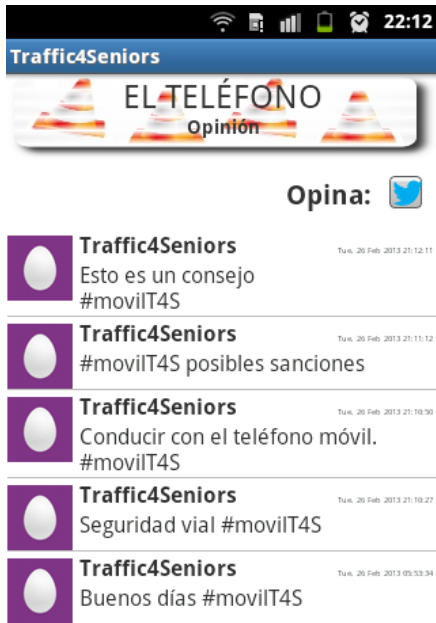 22:12
Traffic4Seniors
EL TELÉFONO
Opinión
Opina:
Traffic4Seniors
Tue, 26 Feb 2013 21:12:11
Esto es un consejo
#movilT4S
Traffic4Seniors
Tue, 26 Feb 2013 21:11:12
#movilT4S posibles sanciones
Traffic4Seniors
Tue, 26 Feb 2013 21:10:50
Conducir con el teléfono móvil.
#movilT4S
Traffic4Seniors
Tue, 26 Feb 2013 21:10:27
Seguridad vial #movilT4S
Traffic4Seniors
Tue, 26 Feb 2013 05:53:34
Buenos días #movilT4S